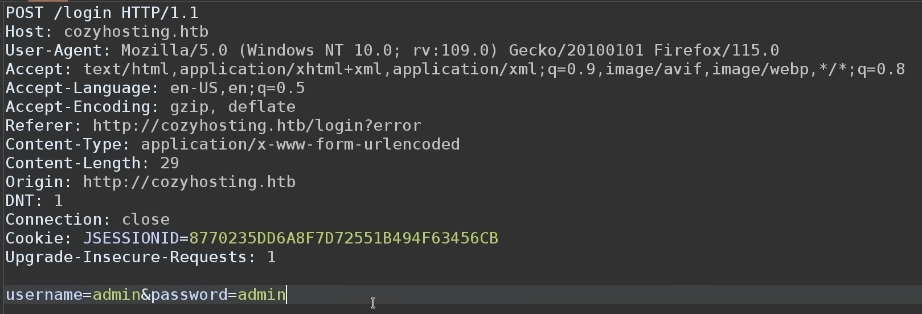 POST /login HTTP/1.1
Host: cozyhosting.htb
User-Agent: Mozilla/5.0 (Windows NT 10.0; rv:109.0) Gecko/20100101 Firefox/115.0
Accept: text/html,application/xhtml+xml,application/xml;q=0.9,image/avif,image/webp,*/*;q=0.8
Accept-Language: en-US,en;q=0.5
Accept-Encoding: gzip, deflate
Referer: http://cozyhosting.htb/login?error
Content-Type: application/x-www-form-urlencoded
Content-Length: 29
Origin: http://cozyhosting.htb
DNT: 1
Connection: close
Cookie: JSESSIONID=8770235DD6A8F7D72551B494F63456CB
Upgrade-Insecure-Requests: 1
username=admin&password=admin